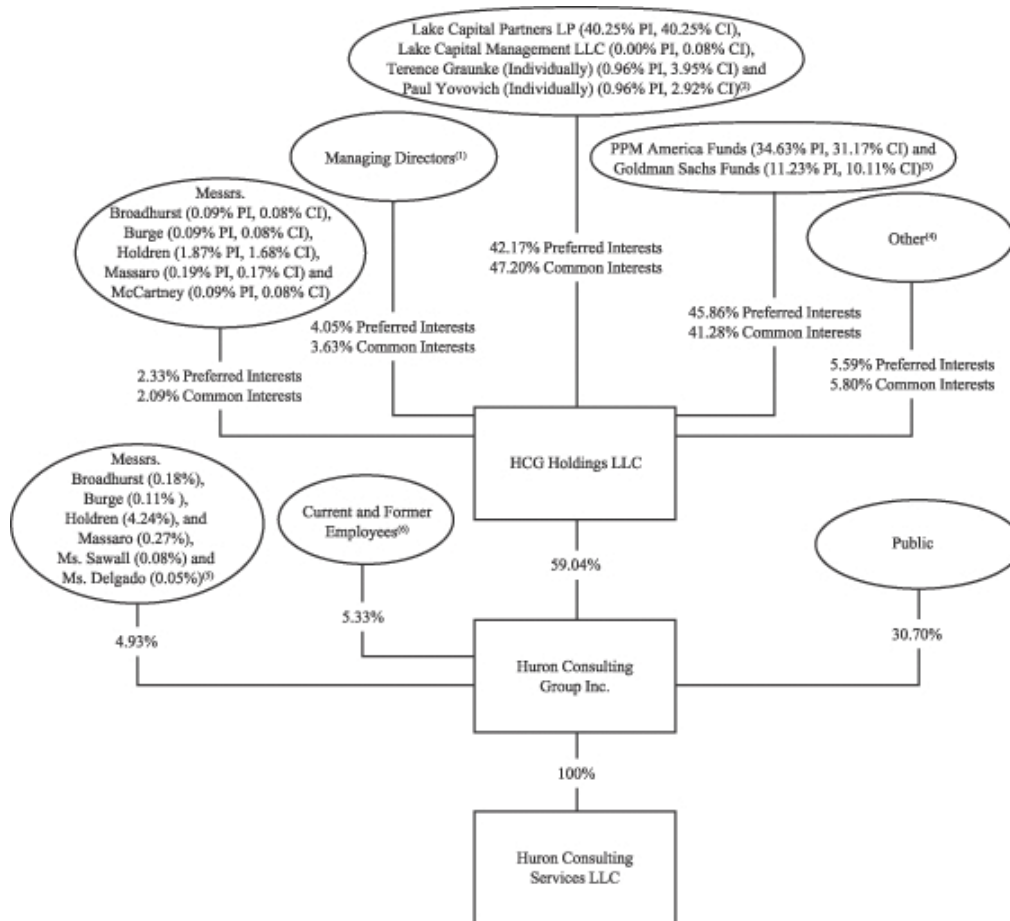 Lake Capital Partners LP (40.25% PI, 40.25% CI),
Lake Capital Management LLC (0.00% PI, 0.08% CI),
Terence Graunke (Individually) (0.96% PI, 3.95% CI) and
Paul Yovovich (Individually) (0.96% PI, 2.92% CI)(2)
Managing Directors(1)
PPM America Funds (34.63% PI, 31.17% CI) and
Goldman Sachs Funds (11.23% PI, 10.11% CI)(3)
Messrs.
Broadhurst (0.09% PI, 0.08% CI),
Burge (0.09% PI, 0.08% CI),
Holdren (1.87% PI, 1.68% CI),
Massaro (0.19% PI, 0.17% CI) and
McCartney (0.09% PI, 0.08% CI)
Other(4)
42.17% Preferred Interests
47.20% Common Interests
4.05% Preferred Interests
3.63% Common Interests
45.86% Preferred Interests
41.28% Common Interests
2.33% Preferred Interests
2.09% Common Interests
5.59% Preferred Interests
5.80% Common Interests
HCG Holdings LLC
Messrs.
Broadhurst (0.18%),
Burge (0.11% ),
Holdren (4.24%), and
Massaro (0.27%),
Ms. Sawall (0.08%) and
Ms. Delgado (0.05%)(5)
Current and Former
Employees(6)
Public
59.04%
4.93%
5.33%
30.70%
Huron Consulting
Group Inc.
100%
Huron Consulting
Services LLC